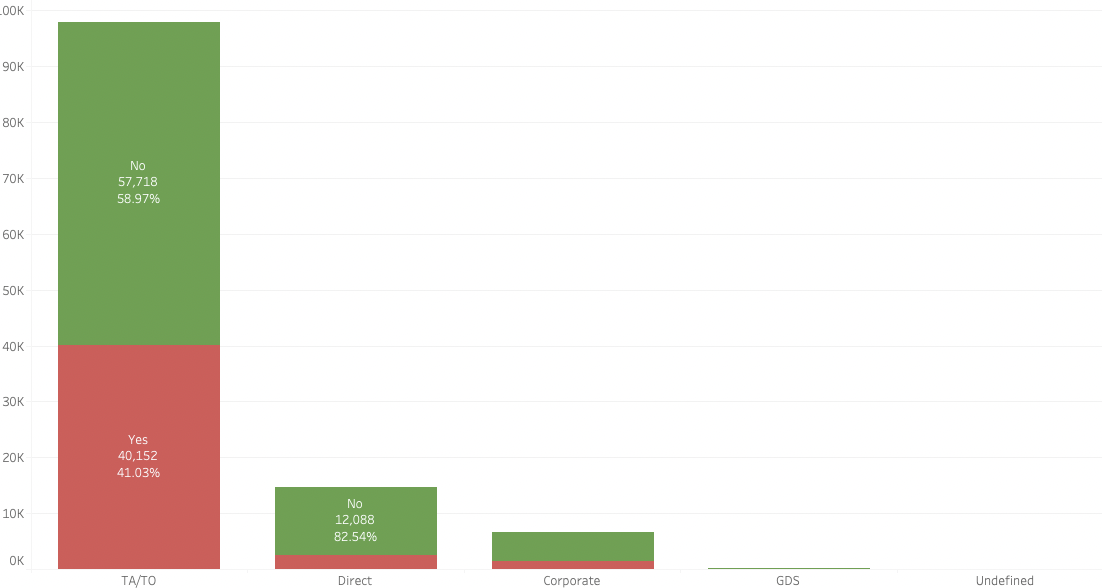 00K
90K
80K
70K
60K
50K
40K
30K
20K
10K
0K
No
57,718
58.97%
Yes
40,152
41.03%
No
12,088
82.54%
TA/TO
Direct
Corporate
GDS
Undefined